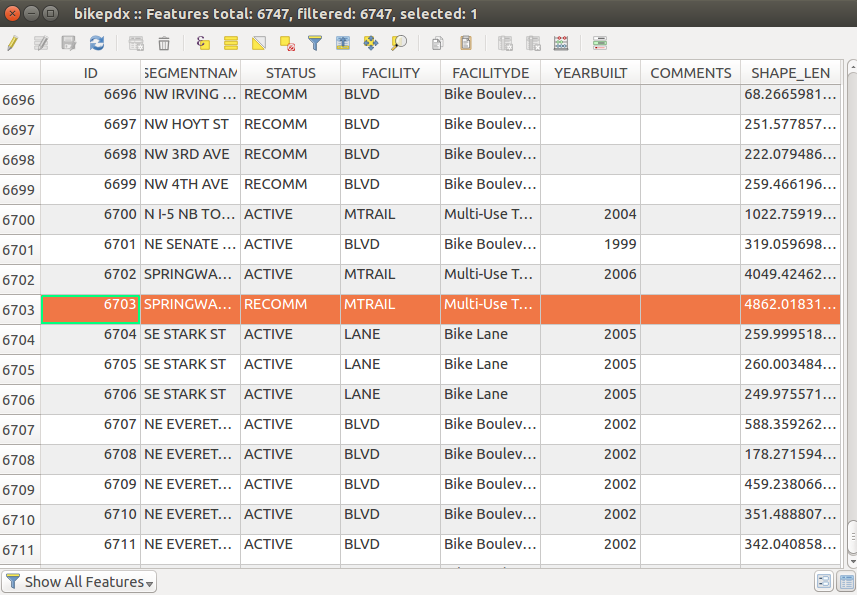 bikepdx :: Features total: 6747, filtered: 6747, selected: 1
ID SEGMENTNAM STATUS FACILITY FACILITYDE YEARBUILT COMMENTS SHAPE_LEN
6696 6696 NW IRVING ... RECOMM BLVD Bike Boulev... 68.2665981...
6697 6697 NW HOYT ST RECOMM BLVD Bike Boulev... 251.577857...
6698 6698 NW 3RD AVE RECOMM BLVD Bike Boulev... 222.079486...
6699 6699 NW 4TH AVE RECOMM BLVD Bike Boulev... 259.466196...
6700 6700 N I-5 NB TO... ACTIVE MTRAIL Multi-Use T... 2004 1022.75919...
6701 6701 NE SENATE ... ACTIVE BLVD Bike Boulev... 1999 319.059698...
6702 6702 SPRINGWA... ACTIVE MTRAIL Multi-Use T... 2006 4049.42462...
6703 6703 SPRINGWA... RECOMM MTRAIL Multi-Use T... 4862.01831...
6704 6704 SE STARK ST ACTIVE LANE Bike Lane 2005 259.999518...
6705 6705 SE STARK ST ACTIVE LANE Bike Lane 2005 260.003484...
6706 6706 SE STARK ST ACTIVE LANE Bike Lane 2005 249.975571...
6707 6707 NE EVERET... ACTIVE BLVD Bike Boulev... 2002 588.359262...
6708 6708 NE EVERET... ACTIVE BLVD Bike Boulev... 2002 178.271594...
6709 6709 NE EVERET... ACTIVE BLVD Bike Boulev... 2002 459.238066...
6710 6710 NE EVERET... ACTIVE BLVD Bike Boulev... 2002 351.488807...
6711 6711 NE EVERET... ACTIVE BLVD Bike Boulev... 2002 342.040858...
Show All Features